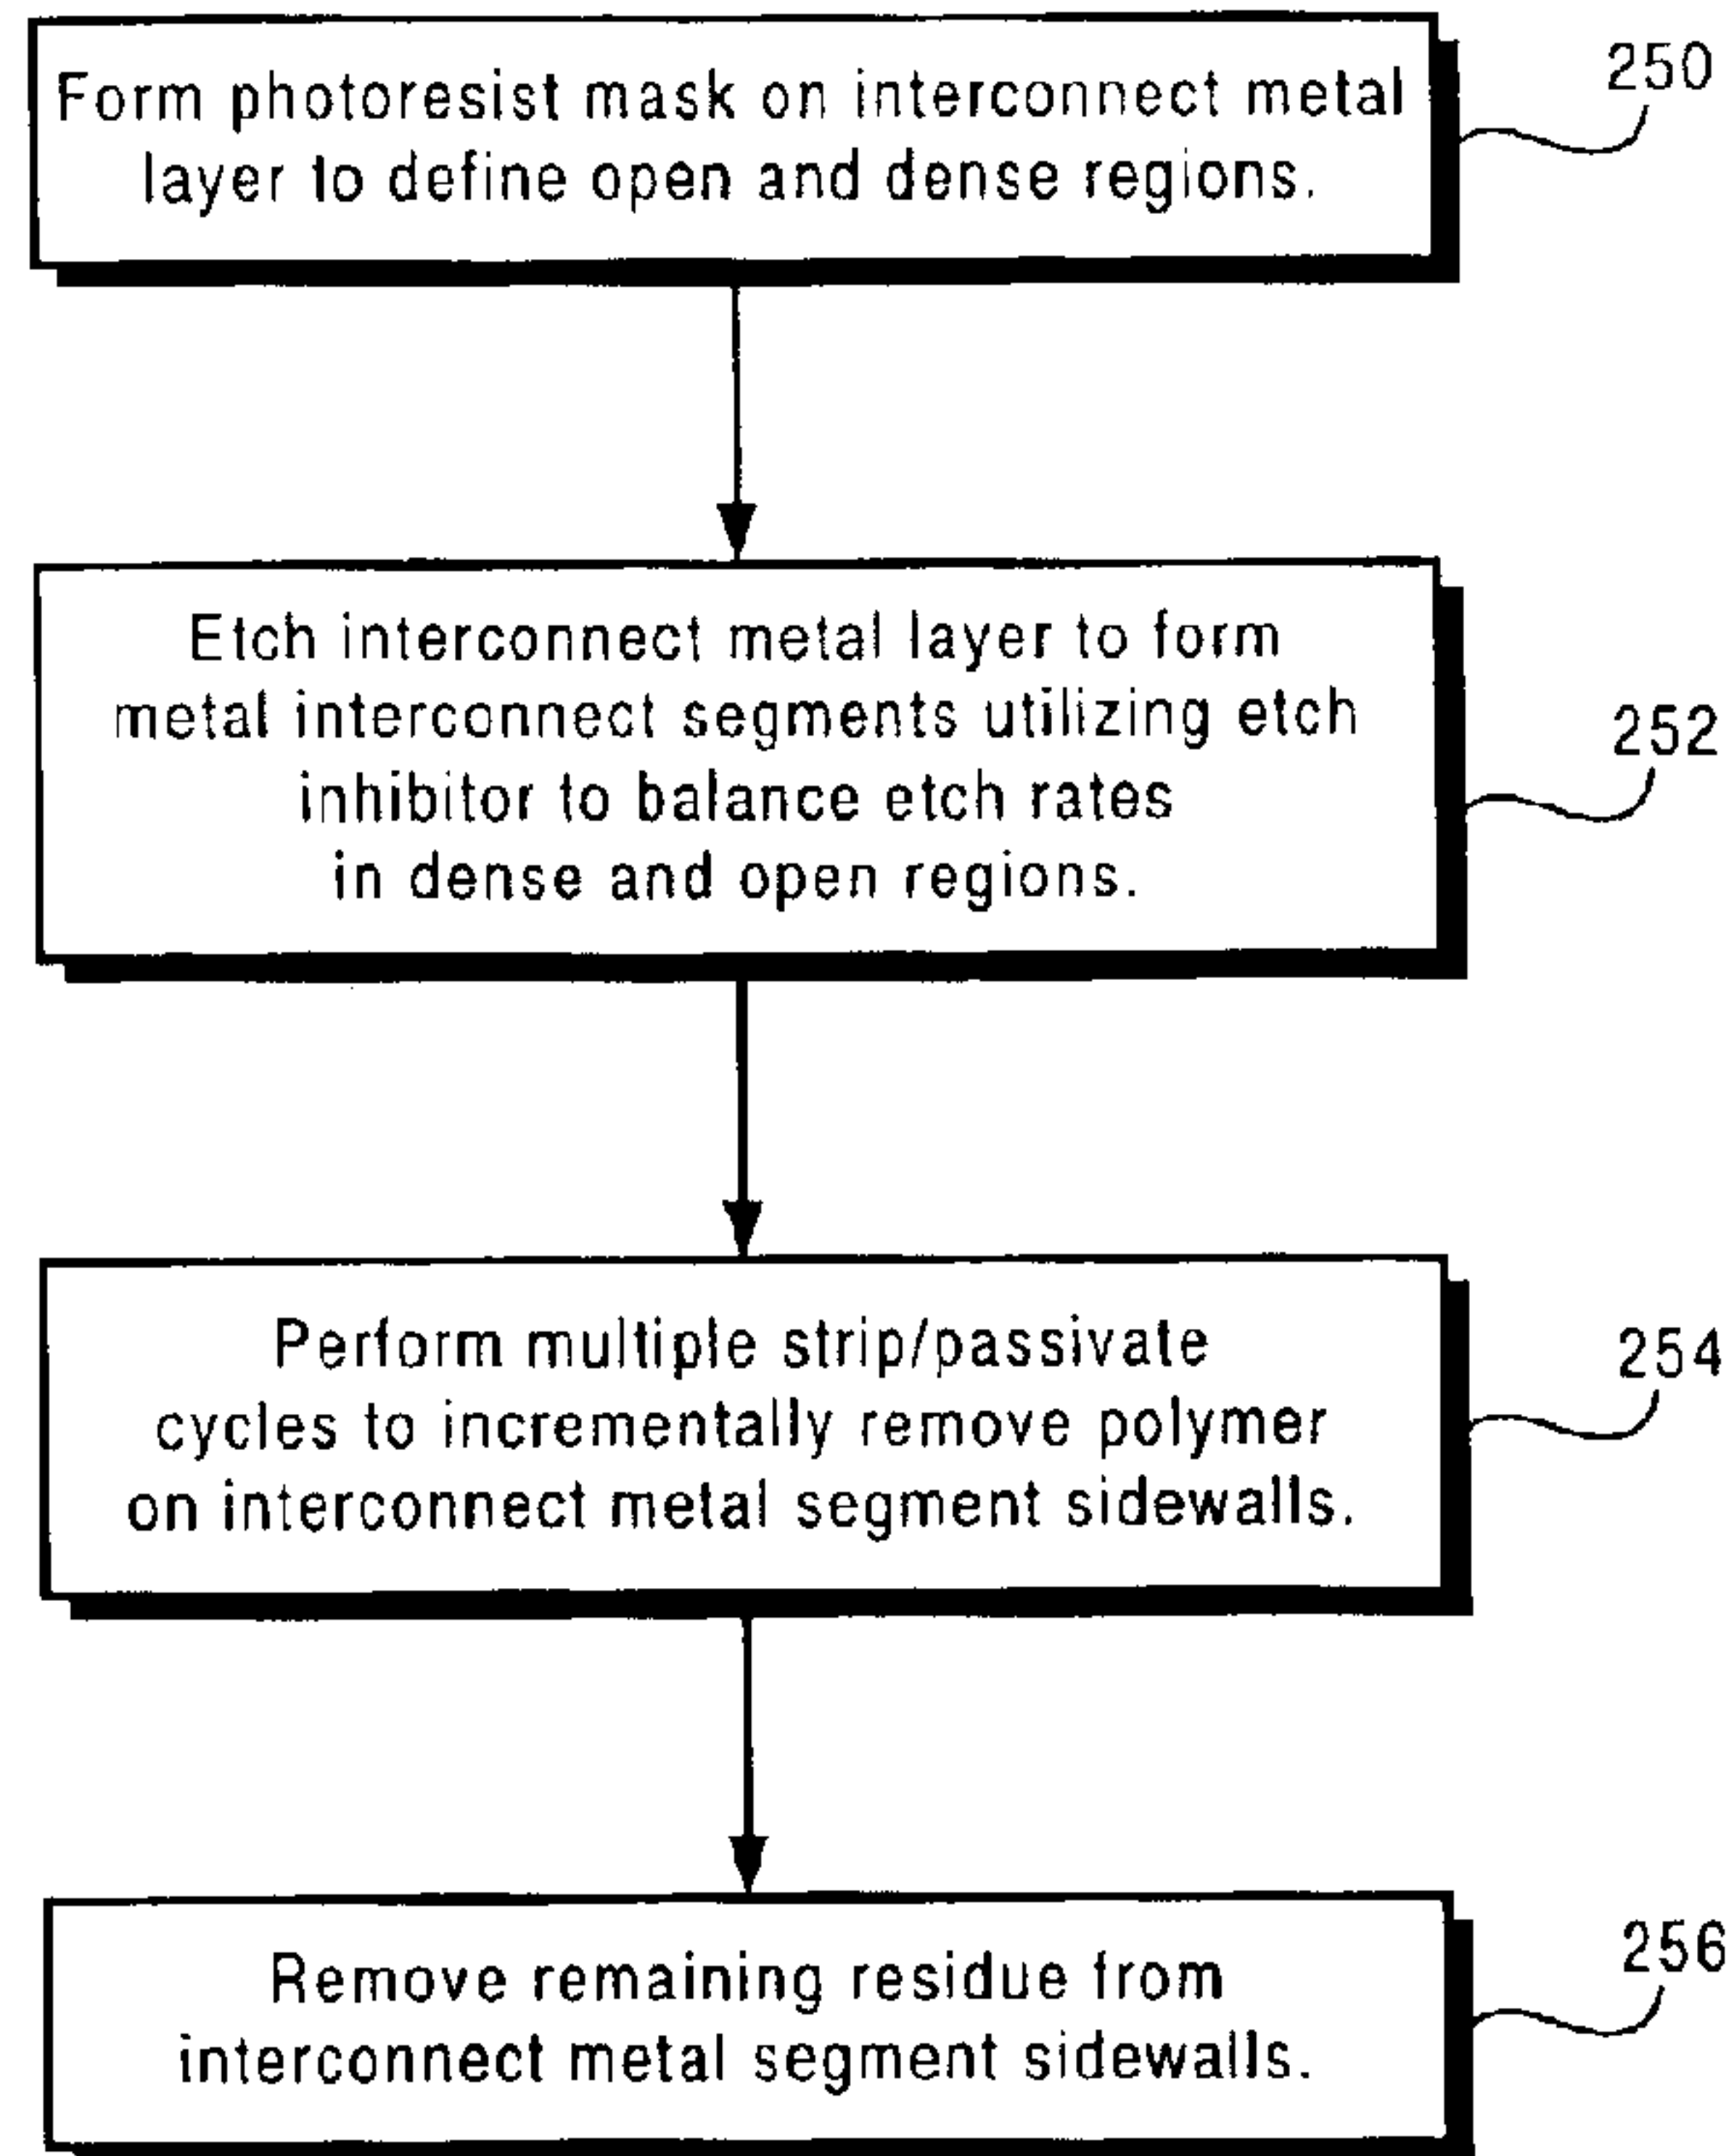 Form photoresist mask on interconnect metal
layer to define open and dense regions.
250
Etch interconnect metal layer to form
metal interconnect segments utilizing etch
inhibitor to balance etch rates
in dense and open regions.
252
Perform multiple strip/passivate
cycles to incrementally remove polymer
on interconnect metal segment sidewalls.
254
Remove remaining residue from
interconnect metal segment sidewalls.
256